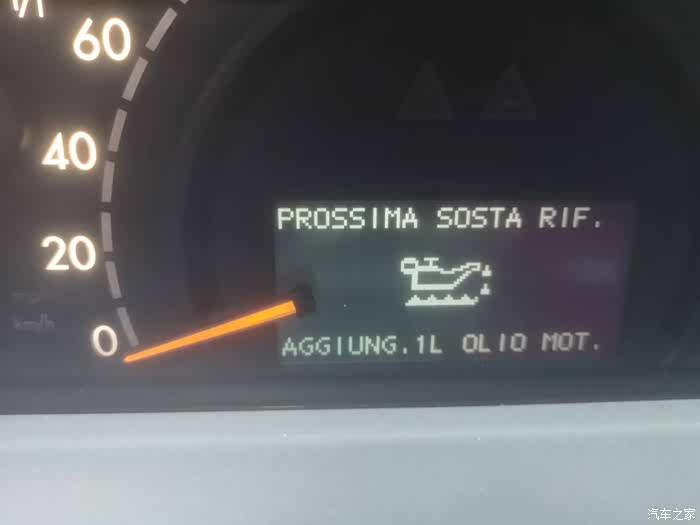 60
40
20
0
km/h
PROSSIMA SOSTA RIF.
AGGIUNG.1L OLIO MOT.
汽车之家